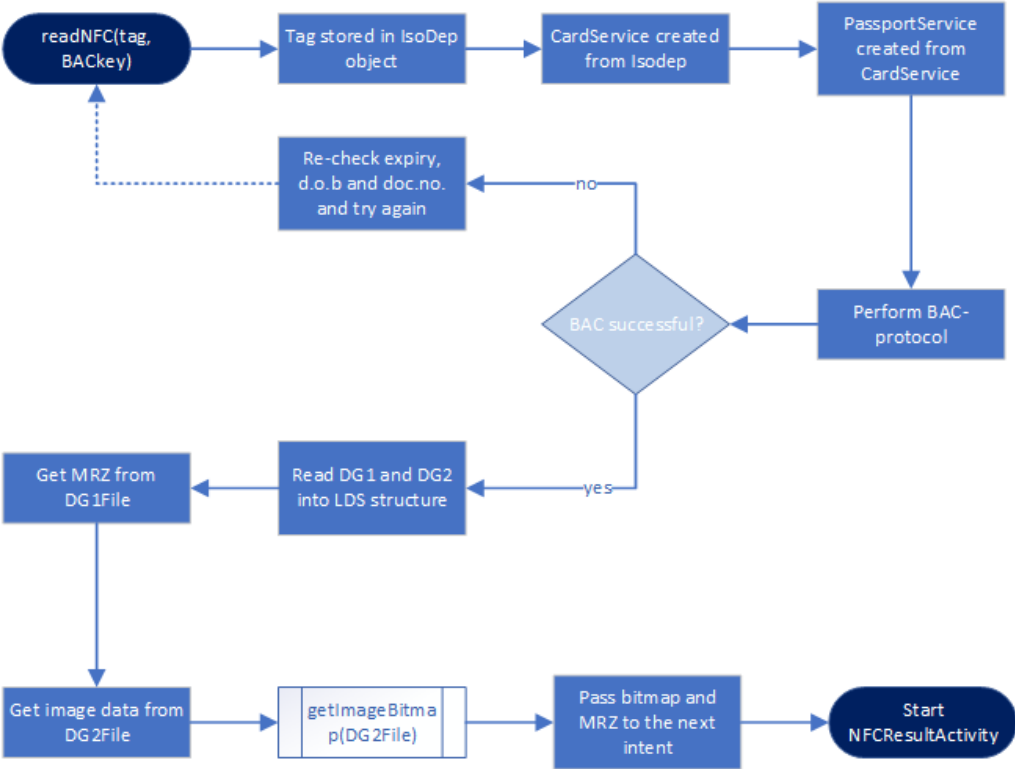 readNFC(tag,
BACkey)
Tag stored in IsoDep
object
CardService created
from Isodep
PassportService
created from
CardService
Re-check expiry,
d.o.b and doc.no.
and try again
no
BAC successful?
Perform BAC-
protocol
yes
Read DG1 and DG2
into LDS structure
Get MRZ from
DG1File
Get image data from
DG2File
getImageBitma
p(DG2File)
Pass bitmap and
MRZ to the next
intent
Start
NFCResultActivity